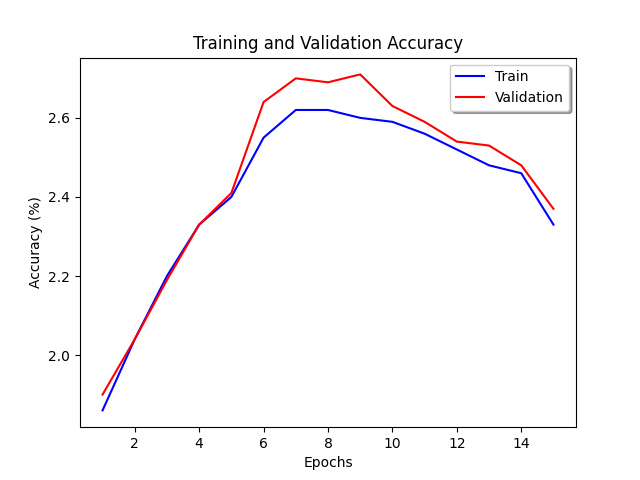 Training and Validation Accuracy
Train
Validation
Accuracy (%)
2.6
2.4
2.2
2.0
2 4 6 8 10 12 14
Epochs